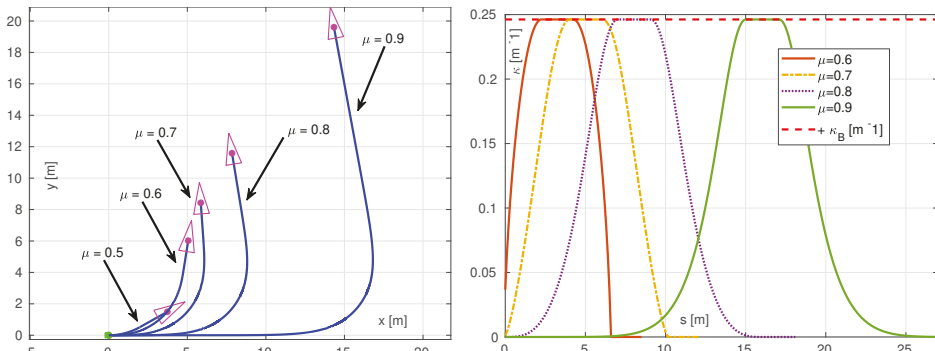 20
18
16
14
12
10
8
6
4
2
0
y [m]
x [m]
5
0
5
10
15
20
μ = 0.9
μ = 0.8
μ = 0.7
μ = 0.6
μ = 0.5
0.25
0.2
0.15
0.1
0.05
0
κ [m⁻1]
s [m]
0
5
10
15
20
25
μ=0.6
μ=0.7
μ=0.8
μ=0.9
+ κ_B [m⁻1]